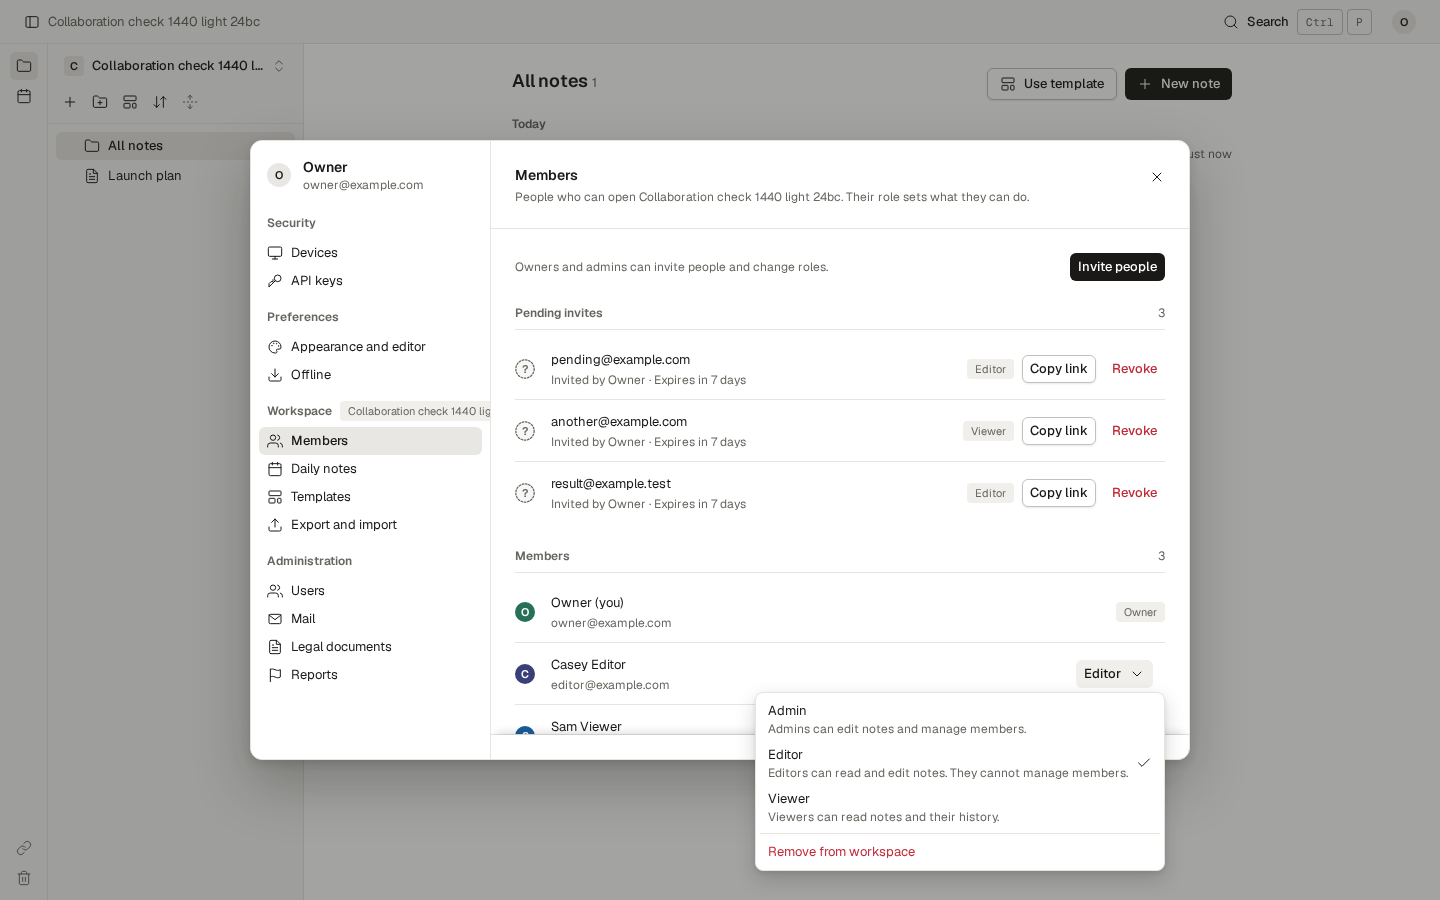 Collaboration check 1440 light 24bc
Search Ctrl P O
C Collaboration check 1440 l...
All notes
Launch plan
All notes 1
Use template
New note
Today
ust now
O Owner
owner@example.com
Security
Devices
API keys
Preferences
Appearance and editor
Offline
Workspace Collaboration check 1440 lig
Members
Daily notes
Templates
Export and import
Administration
Users
Mail
Legal documents
Reports
Members
People who can open Collaboration check 1440 light 24bc. Their role sets what they can do.
Owners and admins can invite people and change roles.
Invite people
Pending invites 3
? pending@example.com
Invited by Owner · Expires in 7 days
Editor Copy link Revoke
? another@example.com
Invited by Owner · Expires in 7 days
Viewer Copy link Revoke
? result@example.test
Invited by Owner · Expires in 7 days
Editor Copy link Revoke
Members 3
O Owner (you)
owner@example.com
Owner
C Casey Editor
editor@example.com
Editor
Sam Viewer
Admin
Admins can edit notes and manage members.
Editor
Editors can read and edit notes. They cannot manage members.
Viewer
Viewers can read notes and their history.
Remove from workspace